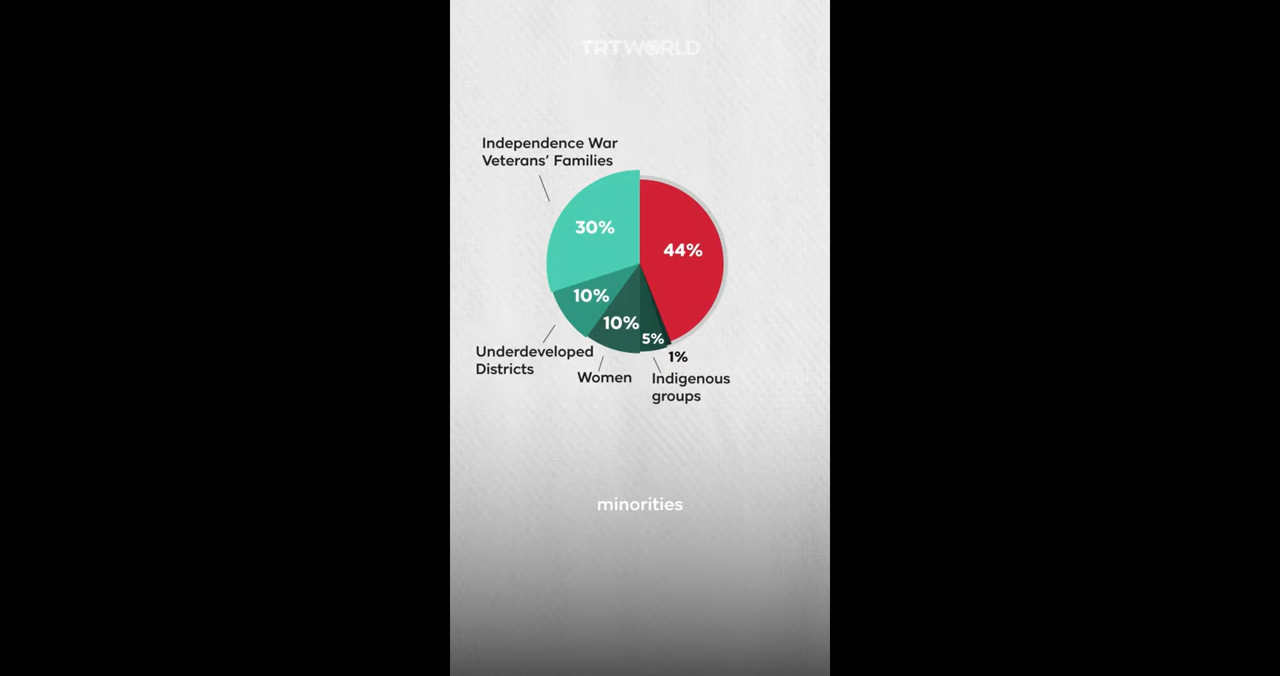 TRTWORLD
Independence War
Veterans’ Families
30%
44%
10%
10%
5%
1%
Underdeveloped
Districts
Women
Indigenous
groups
minorities